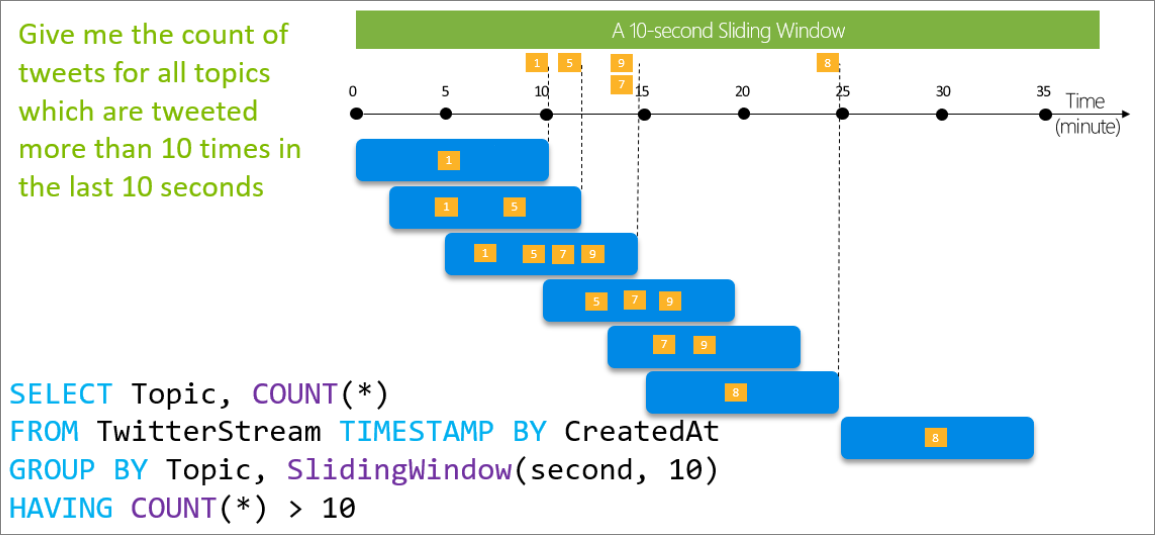 Give me the count of
tweets for all topics
which are tweeted
more than 10 times in
the last 10 seconds
A 10-second Sliding Window
1 5 9 8
7
0 5 10 15 20 25 30 35 Time
(minute)
1
1 5
1 5 7 9
5 7 9
7 9
8
8
SELECT Topic, COUNT(*)
FROM TwitterStream TIMESTAMP BY CreatedAt
GROUP BY Topic, SlidingWindow(second, 10)
HAVING COUNT(*) > 10